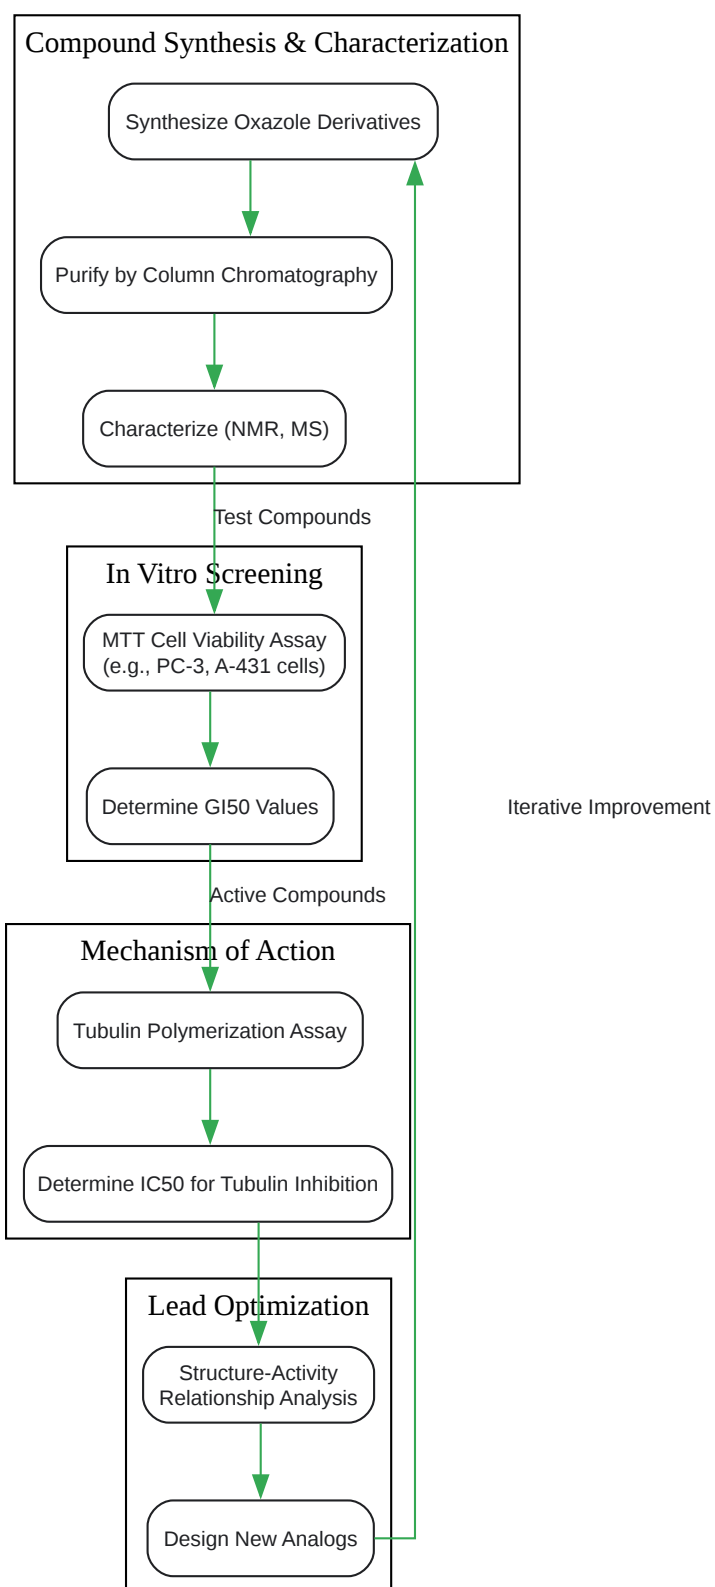 Compound Synthesis & Characterization
Synthesize Oxazole Derivatives
Purify by Column Chromatography
Characterize (NMR, MS)
Test Compounds
In Vitro Screening
MTT Cell Viability Assay
(e.g., PC-3, A-431 cells)
Determine GI50 Values
Iterative Improvement
Active Compounds
Mechanism of Action
Tubulin Polymerization Assay
Determine IC50 for Tubulin Inhibition
Lead Optimization
Structure-Activity
Relationship Analysis
Design New Analogs